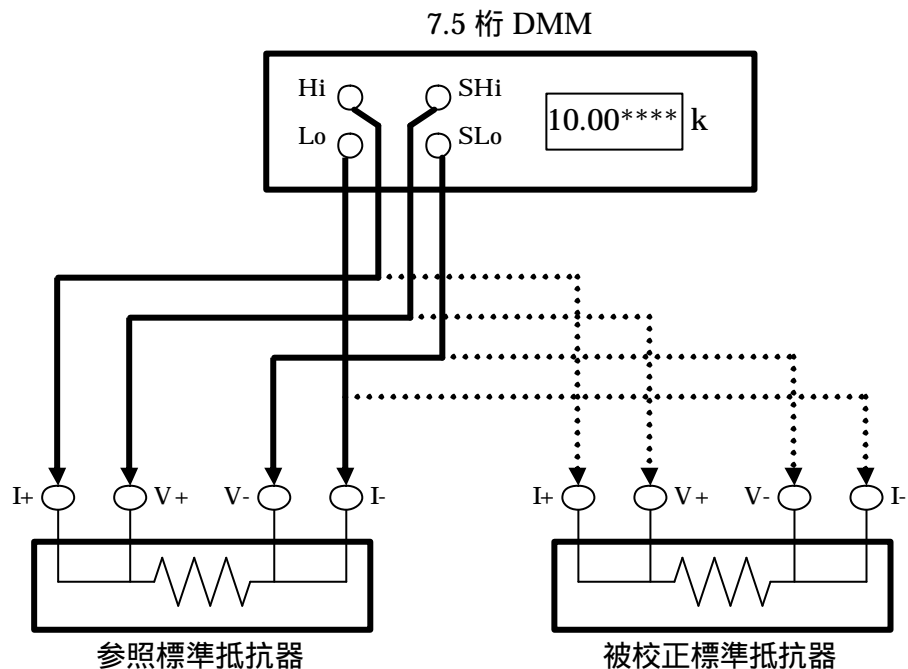 7.5 桁 DMM
Hi
SHi
Lo
SLo
10.00**** k
I+
V+
V-
I-
I+
V+
V-
I-
参照標準抵抗器
被校正標準抵抗器